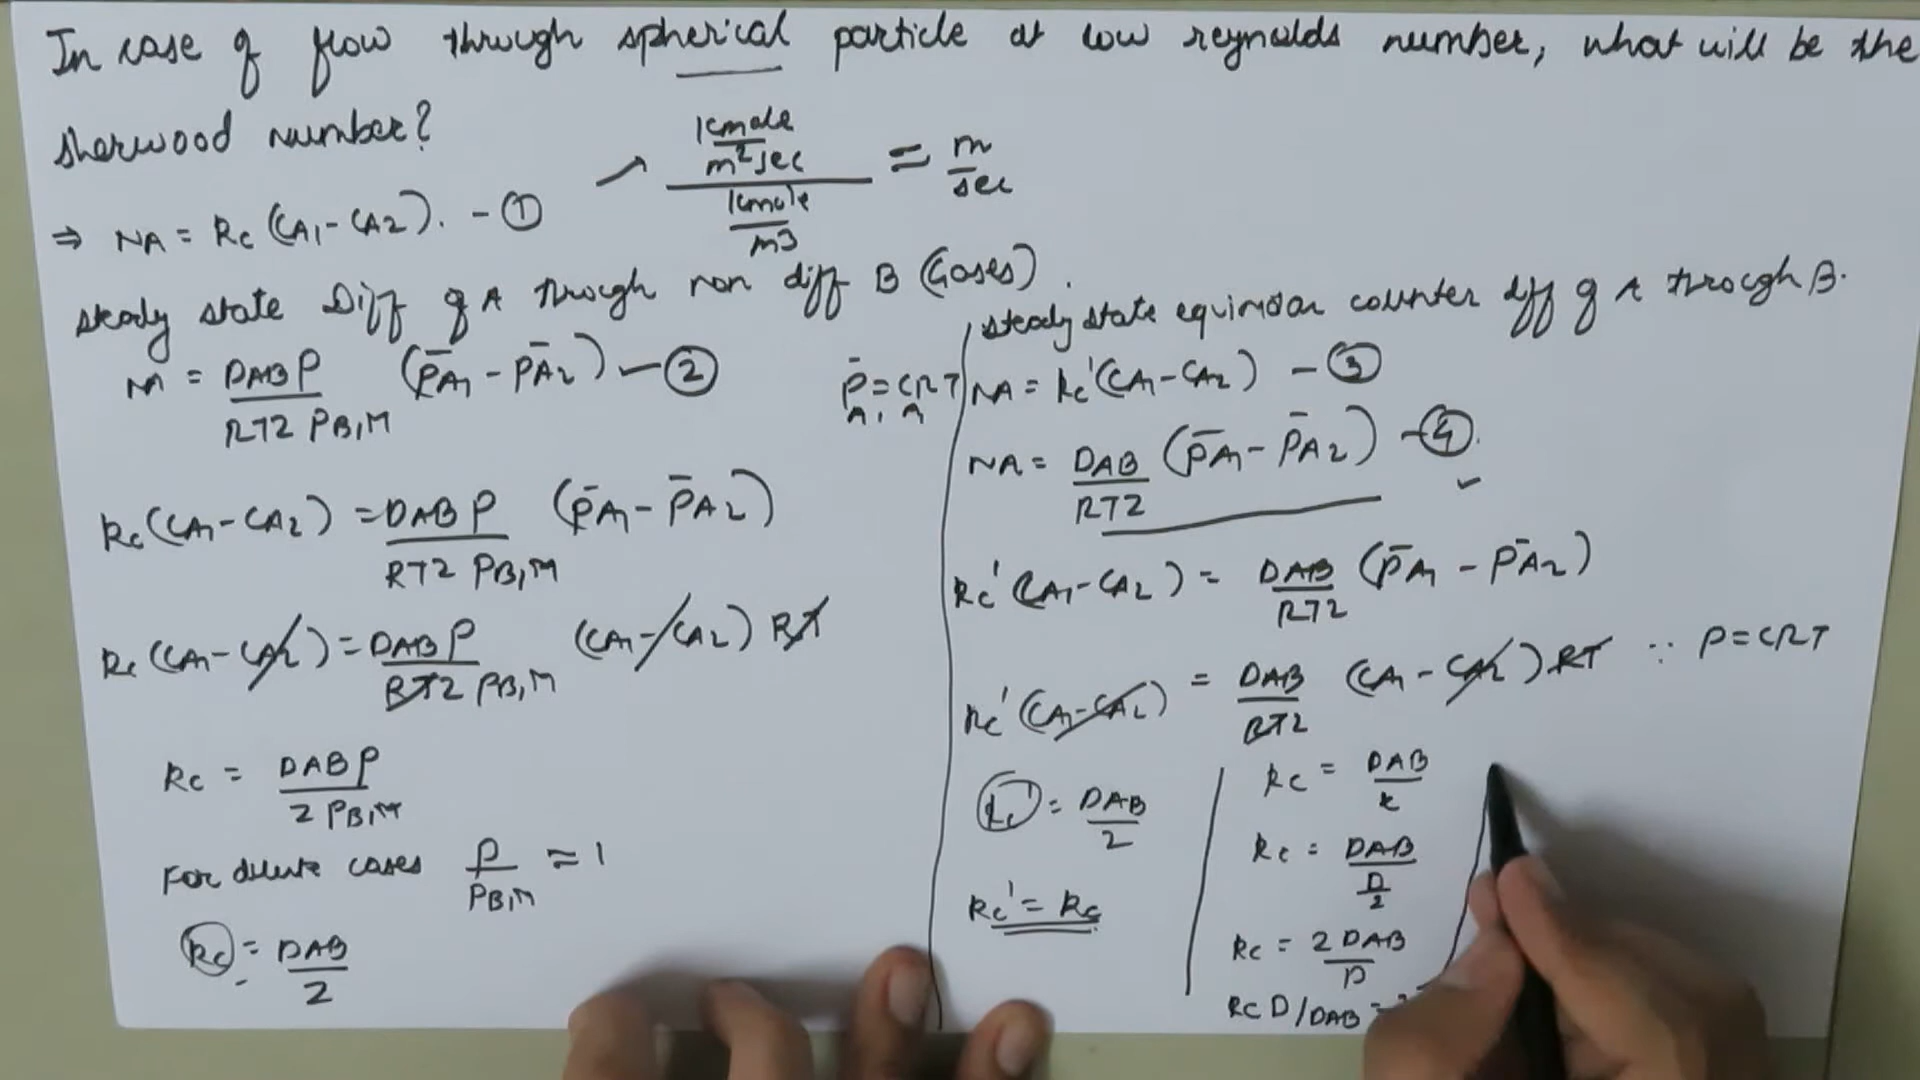 In case of flow through spherical particle at low reynolds number, what will be the
sherwood number?
⇒ NA = Kc (CA1 - CA2). - ①
kmole/m²sec / kmole/m3 = m/sec
steady state Diff of A through non diff B (Gases).
NA = DAB P / RTZ PB,M (p̄A1 - p̄A2) - ②
p̄A1 = CA RT
Kc (CA1 - CA2) = DAB P / RTZ PB,M (p̄A1 - p̄A2)
Kc (CA1 - CA2) = DAB P / RTZ PB,M (CA1 - CA2) RT
Kc = DAB P / Z PB,M
For dilute cases P / PB,M ≈ 1
Kc = DAB / Z
steady state equimolar counter diff of A through B.
NA = Kc' (CA1 - CA2) - ③
NA = DAB / RTZ (p̄A1 - p̄A2) - ④.
Kc' (CA1 - CA2) = DAB / RTZ (p̄A1 - p̄A2)
Kc' (CA1 - CA2) = DAB / RTZ (CA1 - CA2) RT ∵ P = CRT
Kc' = DAB / Z
Kc' = Kc
Kc = DAB / r
Kc = DAB / D/2
Kc = 2 DAB / D
Kc D / DAB =